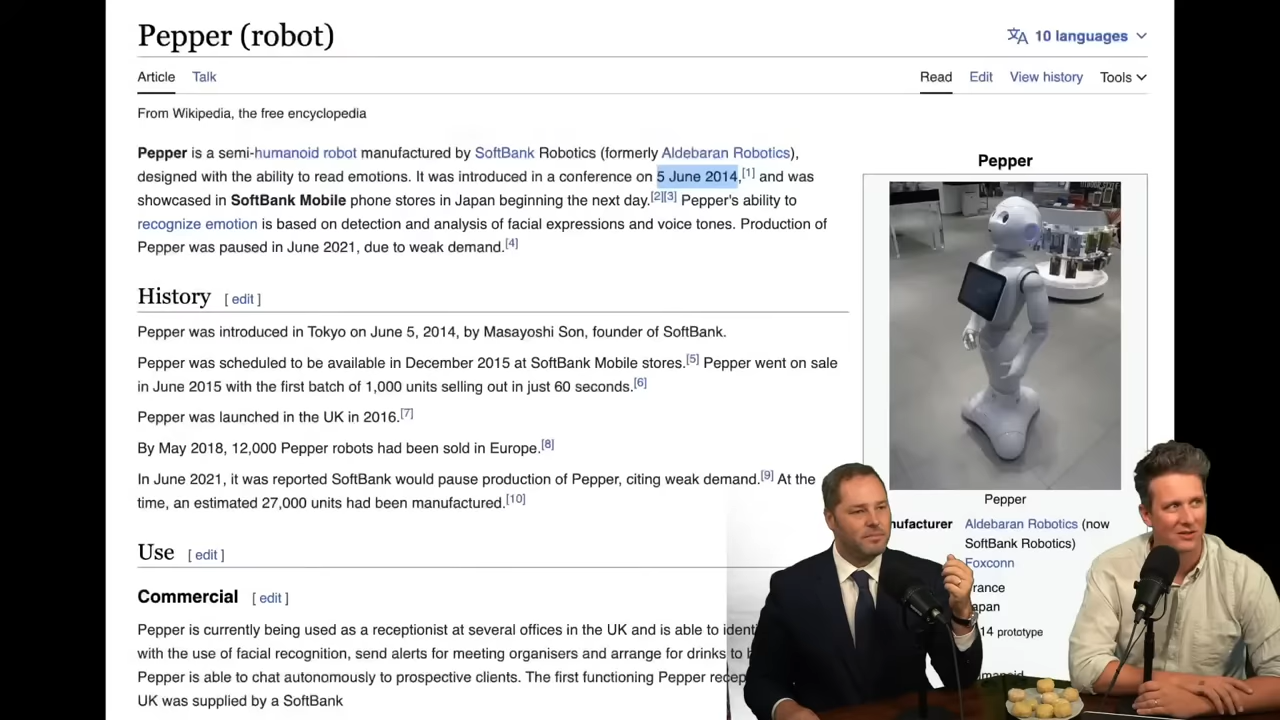 Pepper (robot)
10 languages
Article Talk
Read Edit View history Tools
From Wikipedia, the free encyclopedia
Pepper is a semi-humanoid robot manufactured by SoftBank Robotics (formerly Aldebaran Robotics),
designed with the ability to read emotions. It was introduced in a conference on 5 June 2014,[1] and was
showcased in SoftBank Mobile phone stores in Japan beginning the next day.[2][3] Pepper's ability to
recognize emotion is based on detection and analysis of facial expressions and voice tones. Production of
Pepper was paused in June 2021, due to weak demand.[4]
History [ edit ]
Pepper was introduced in Tokyo on June 5, 2014, by Masayoshi Son, founder of SoftBank.
Pepper was scheduled to be available in December 2015 at SoftBank Mobile stores.[5] Pepper went on sale
in June 2015 with the first batch of 1,000 units selling out in just 60 seconds.[6]
Pepper was launched in the UK in 2016.[7]
By May 2018, 12,000 Pepper robots had been sold in Europe.[8]
In June 2021, it was reported SoftBank would pause production of Pepper, citing weak demand.[9] At the
time, an estimated 27,000 units had been manufactured.[10]
Use [ edit ]
Commercial [ edit ]
Pepper is currently being used as a receptionist at several offices in the UK and is able to
with the use of facial recognition, send alerts for meeting organisers and arrange for drinks to
Pepper is able to chat autonomously to prospective clients. The first functioning Pepper
UK was supplied by a SoftBank
Pepper
Pepper
nufacturer Aldebaran Robotics (now
SoftBank Robotics)
Foxconn
rance
apan
14 prototype